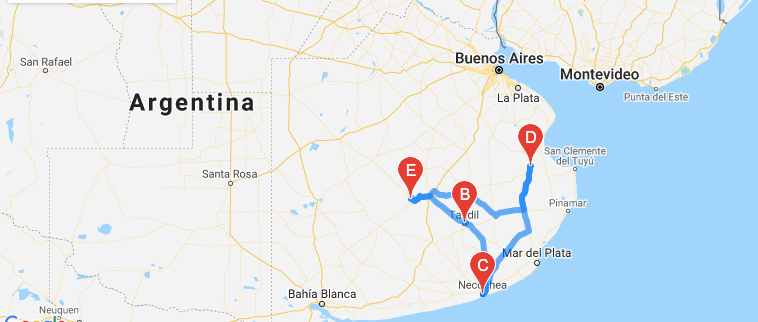 San Rafael
Buenos Aires
Montevideo
La Plata
Punta del Este
Argentina
D
San Clemente
del Tuyú
E
Santa Rosa
B
Tandil
Pinamar
Mar del Plata
C
Necochea
Bahía Blanca
Neuquen
Google